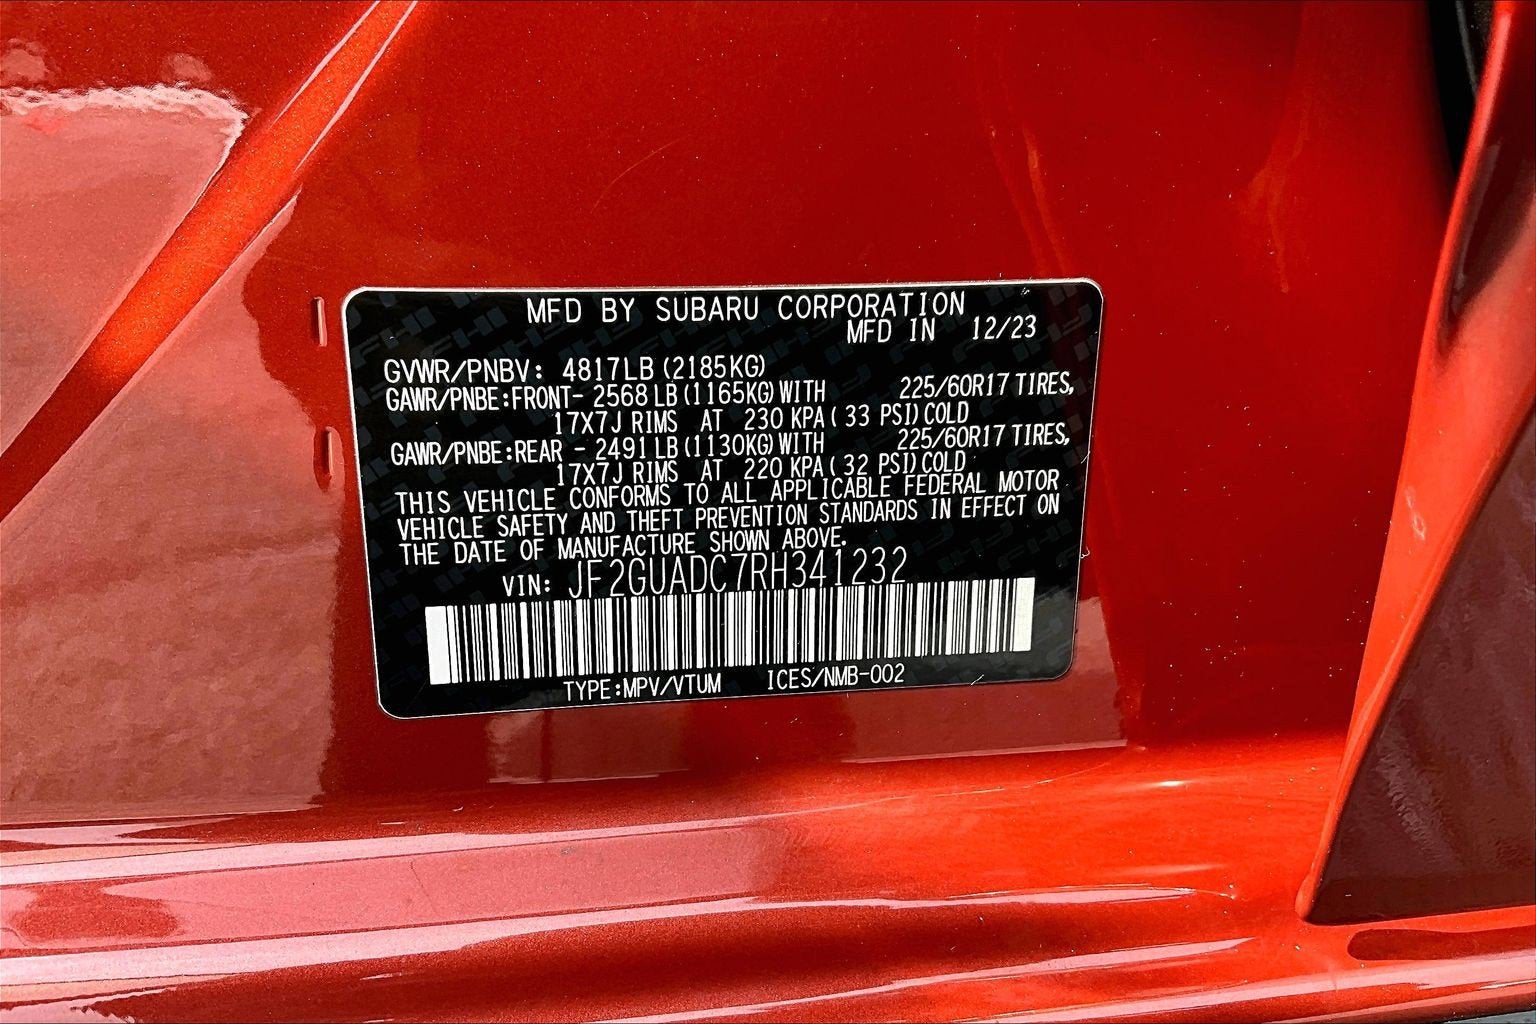 MFD BY SUBARU CORPORATION
MFD IN 12/23
GVWR/PNBV: 4817LB (2185KG)
GAWR/PNBE:FRONT- 2568 LB (1165KG) WITH 225/60R17 TIRES,
17X7J RIMS AT 230 KPA ( 33 PSI) COLD
GAWR/PNBE:REAR - 2491 LB (1130KG) WITH 225/60R17 TIRES,
17X7J RIMS AT 220 KPA ( 32 PSI) COLD
THIS VEHICLE CONFORMS TO ALL APPLICABLE FEDERAL MOTOR
VEHICLE SAFETY AND THEFT PREVENTION STANDARDS IN EFFECT ON
THE DATE OF MANUFACTURE SHOWN ABOVE.
VIN: JF2GUADC7RH341232
TYPE:MPV/VTUM ICES/NMB-002